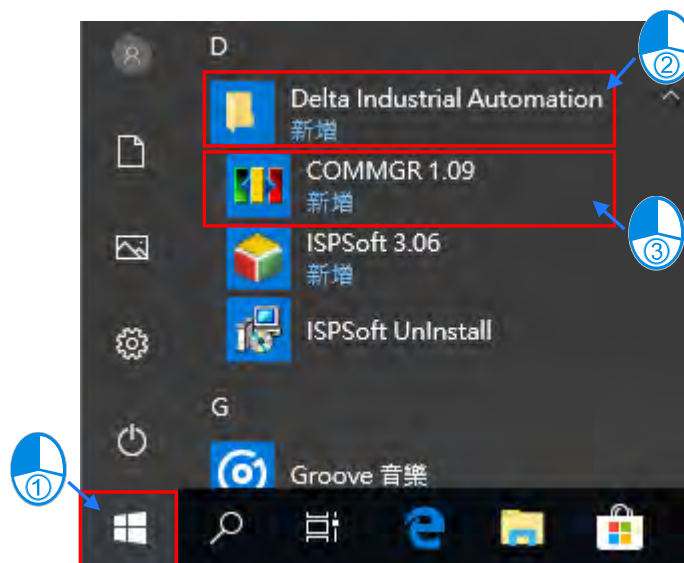 D
②
Delta Industrial Automation
新增
COMMGR 1.09
新增
③
ISPSoft 3.06
新增
ISPSoft UnInstall
G
Groove 音樂
①